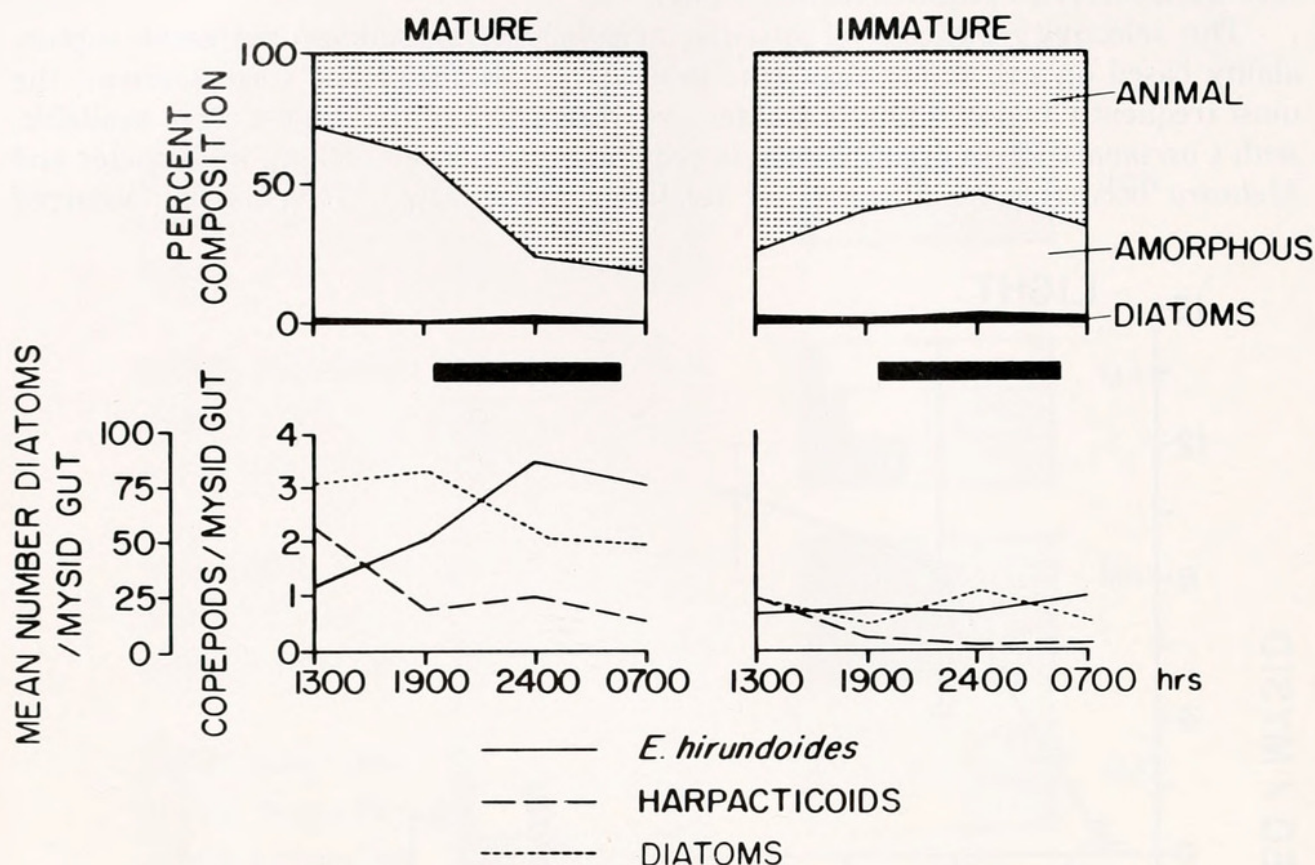 MATURE
IMMATURE
100
50
0
PERCENT
COMPOSITION
ANIMAL
AMORPHOUS
DIATOMS
MEAN NUMBER DIATOMS
/MYSID GUT
100
75
50
25
0
COPEPODS/MYSID GUT
4
3
2
1
0
1300 1900 2400 0700
1300 1900 2400 0700 hrs
E. hirundoides
HARPACTICOIDS
DIATOMS